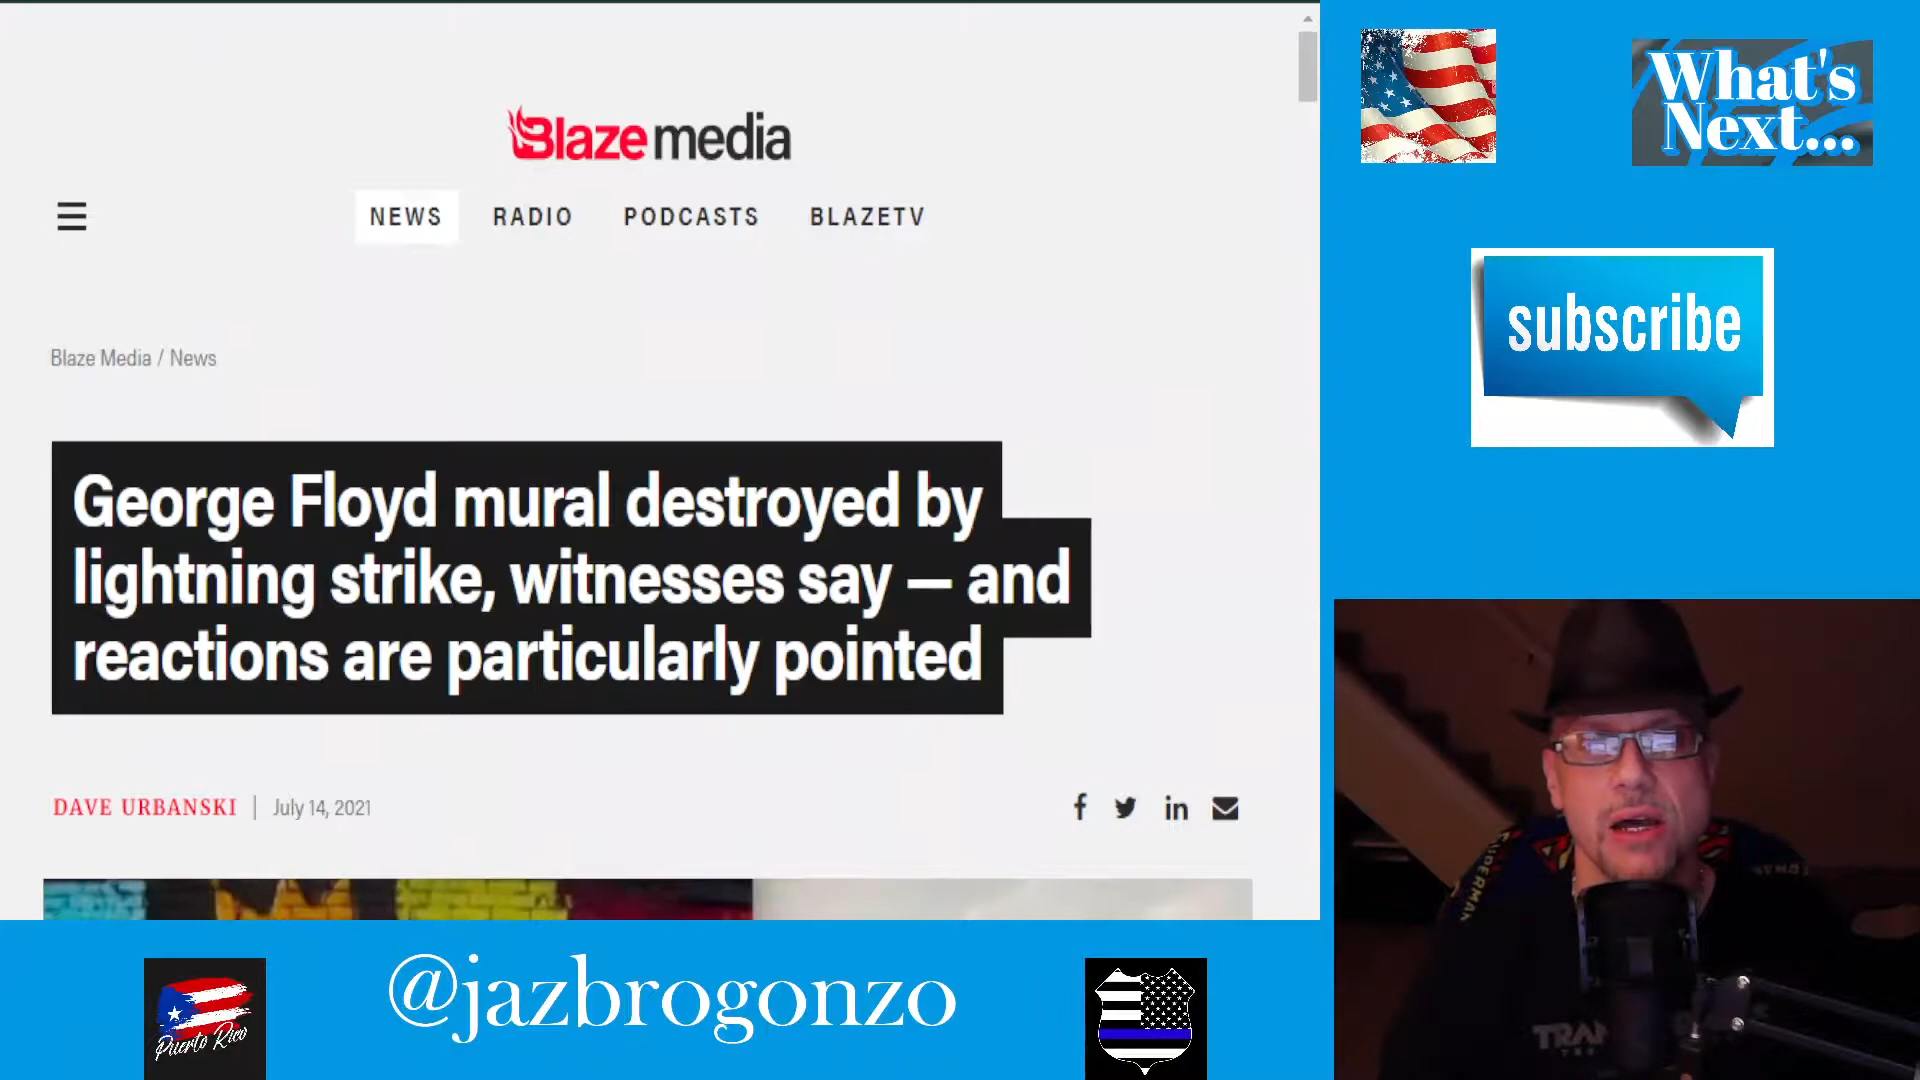 Blaze media
NEWS RADIO PODCASTS BLAZETV
Blaze Media / News
George Floyd mural destroyed by
lightning strike, witnesses say — and
reactions are particularly pointed
DAVE URBANSKI | July 14, 2021
What's
Next...
subscribe
Puerto Rico
@jazbrogonzo